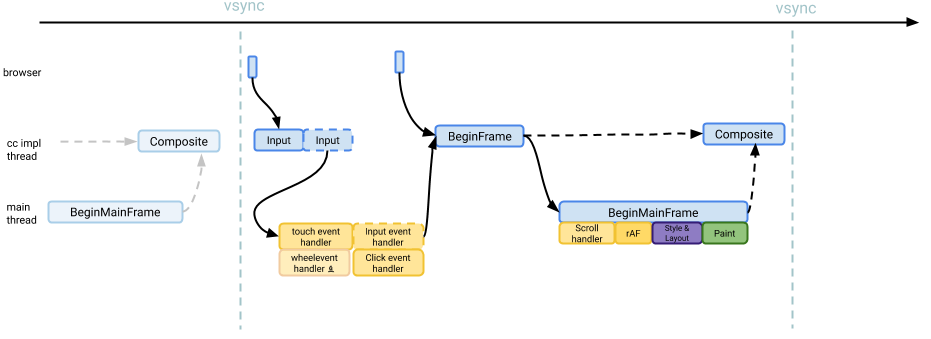 vsync
vsync
browser
cc impl
thread
Composite
Input
Input
BeginFrame
Composite
main
thread
BeginMainFrame
BeginMainFrame
touch event
handler
Input event
handler
wheelevent
handler
Click event
handler
Scroll
handler
rAF
Style &
Layout
Paint